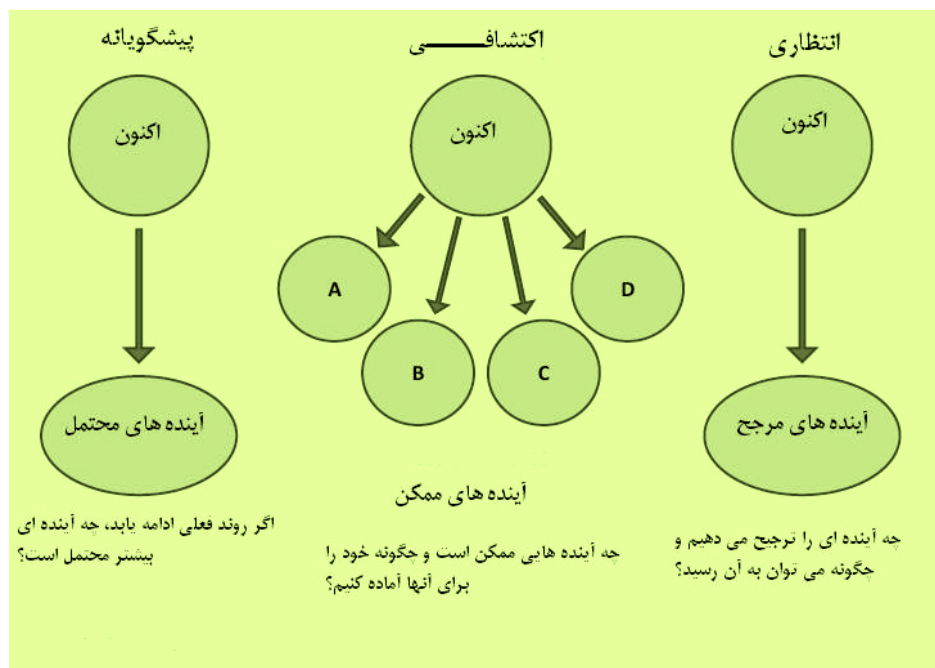 انتظاری
اکتشافـــــی
پیشگویانه
اکنون
اکنون
اکنون
A
B
C
D
آینده های مرجح
آینده های ممکن
آینده های محتمل
چه آینده ای را ترجیح می دهیم و
چگونه می توان به آن رسید؟
چه آینده هایی ممکن است و چگونه خود را
برای آنها آماده کنیم؟
اگر روند فعلی ادامه یابد، چه آینده ای
بیشتر محتمل است؟